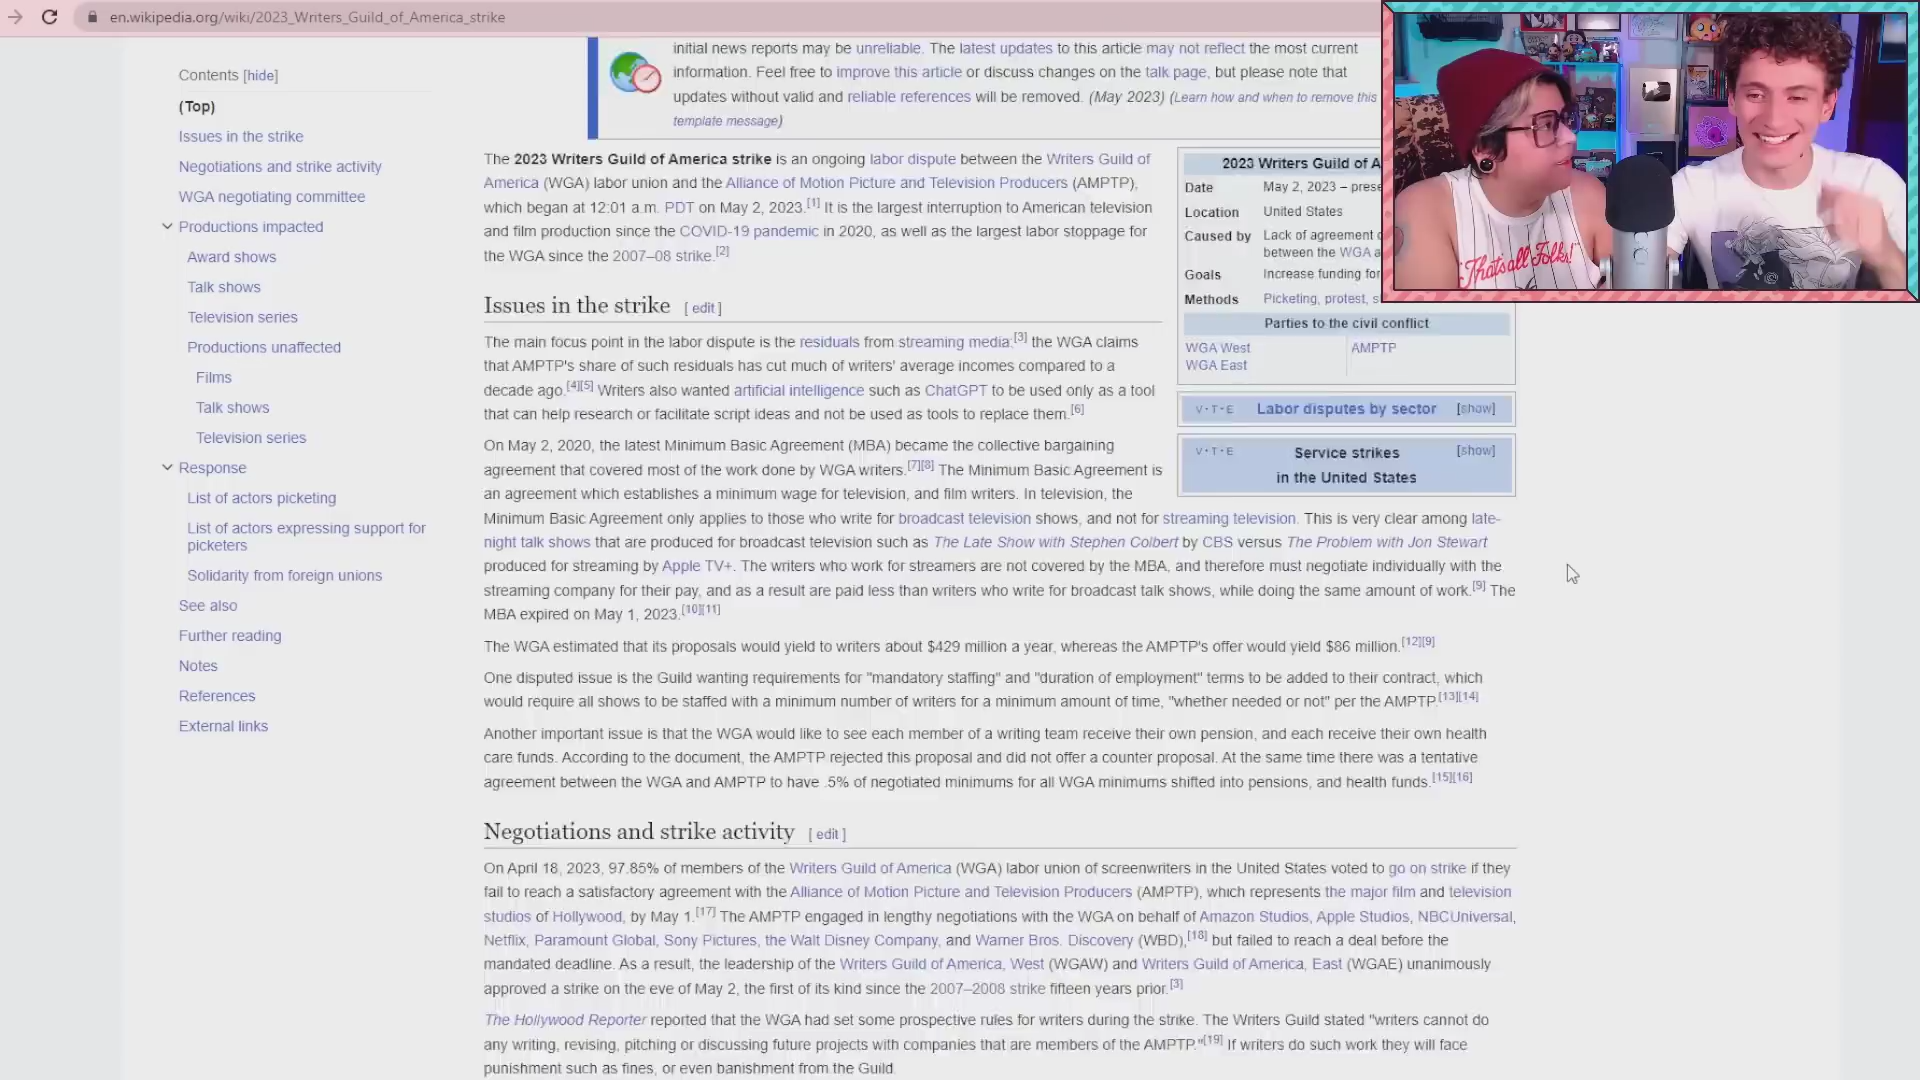 en.wikipedia.org/wiki/2023_Writers_Guild_of_America_strike
Contents [hide]
(Top)
Issues in the strike
Negotiations and strike activity
WGA negotiating committee
Productions impacted
Award shows
Talk shows
Television series
Productions unaffected
Films
Talk shows
Television series
Response
List of actors picketing
List of actors expressing support for
picketers
Solidarity from foreign unions
See also
Further reading
Notes
References
External links
initial news reports may be unreliable. The latest updates to this article may not reflect the most current
information. Feel free to improve this article or discuss changes on the talk page, but please note that
updates without valid and reliable references will be removed. (May 2023) (Learn how and when to remove this
template message)
The 2023 Writers Guild of America strike is an ongoing labor dispute between the Writers Guild of
America (WGA) labor union and the Alliance of Motion Picture and Television Producers (AMPTP),
which began at 12:01 a.m. PDT on May 2, 2023.[1] It is the largest interruption to American television
and film production since the COVID-19 pandemic in 2020, as well as the largest labor stoppage for
the WGA since the 2007–08 strike.[2]
Issues in the strike [ edit ]
The main focus point in the labor dispute is the residuals from streaming media;[3] the WGA claims
that AMPTP's share of such residuals has cut much of writers' average incomes compared to a
decade ago.[4][5] Writers also wanted artificial intelligence such as ChatGPT to be used only as a tool
that can help research or facilitate script ideas and not be used as tools to replace them.[6]
On May 2, 2020, the latest Minimum Basic Agreement (MBA) became the collective bargaining
agreement that covered most of the work done by WGA writers.[7][8] The Minimum Basic Agreement is
an agreement which establishes a minimum wage for television, and film writers. In television, the
Minimum Basic Agreement only applies to those who write for broadcast television shows, and not for streaming television. This is very clear among late-
night talk shows that are produced for broadcast television such as The Late Show with Stephen Colbert by CBS versus The Problem with Jon Stewart
produced for streaming by Apple TV+. The writers who work for streamers are not covered by the MBA, and therefore must negotiate individually with the
streaming company for their pay, and as a result are paid less than writers who write for broadcast talk shows, while doing the same amount of work.[9] The
MBA expired on May 1, 2023.[10][11]
The WGA estimated that its proposals would yield to writers about $429 million a year, whereas the AMPTP's offer would yield $86 million.[12][9]
One disputed issue is the Guild wanting requirements for "mandatory staffing" and "duration of employment" terms to be added to their contract, which
would require all shows to be staffed with a minimum number of writers for a minimum amount of time, "whether needed or not" per the AMPTP.[13][14]
Another important issue is that the WGA would like to see each member of a writing team receive their own pension, and each receive their own health
care funds. According to the document, the AMPTP rejected this proposal and did not offer a counter proposal. At the same time there was a tentative
agreement between the WGA and AMPTP to have .5% of negotiated minimums for all WGA minimums shifted into pensions, and health funds.[15][16]
Negotiations and strike activity [ edit ]
On April 18, 2023, 97.85% of members of the Writers Guild of America (WGA) labor union of screenwriters in the United States voted to go on strike if they
fail to reach a satisfactory agreement with the Alliance of Motion Picture and Television Producers (AMPTP), which represents the major film and television
studios of Hollywood, by May 1.[17] The AMPTP engaged in lengthy negotiations with the WGA on behalf of Amazon Studios, Apple Studios, NBCUniversal,
Netflix, Paramount Global, Sony Pictures, the Walt Disney Company, and Warner Bros. Discovery (WBD),[18] but failed to reach a deal before the
mandated deadline. As a result, the leadership of the Writers Guild of America, West (WGAW) and Writers Guild of America, East (WGAE) unanimously
approved a strike on the eve of May 2, the first of its kind since the 2007–2008 strike fifteen years prior.[3]
The Hollywood Reporter reported that the WGA had set some prospective rules for writers during the strike. The Writers Guild stated "writers cannot do
any writing, revising, pitching or discussing future projects with companies that are members of the AMPTP."[19] If writers do such work they will face
punishment such as fines, or even banishment from the Guild
2023 Writers Guild of A
Date May 2, 2023 – prese
Location United States
Caused by Lack of agreement
between the WGA
Goals Increase funding for
Methods Picketing, protest, s
Parties to the civil conflict
WGA West AMPTP
WGA East
V·T·E Labor disputes by sector [show]
V·T·E Service strikes [show]
in the United States
That's all Folks!